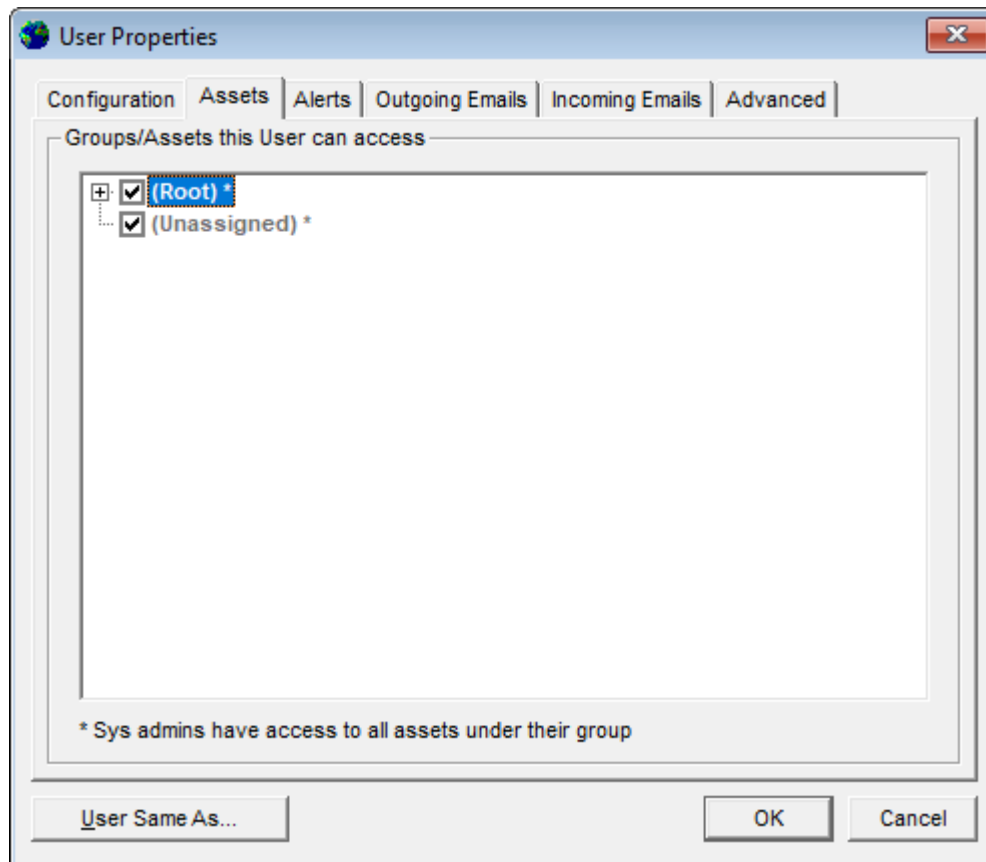 User Properties
Configuration Assets Alerts Outgoing Emails Incoming Emails Advanced
Groups/Assets this User can access
(Root) *
(Unassigned) *
* Sys admins have access to all assets under their group
User Same As... OK Cancel